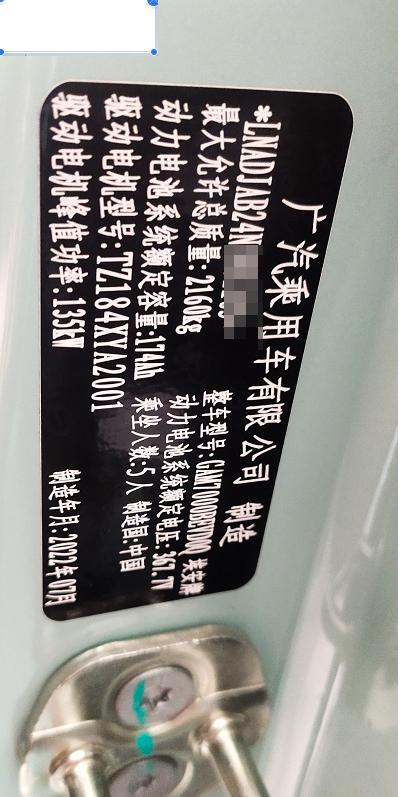 广汽乘用车有限公司 制造
*LNADJAB24N
整车型号:GAM7000BEVD0Q 埃安牌
最大允许总质量:2160kg
动力电池系统额定电压:367.7V
动力电池系统额定容量:174Ah
乘坐人数:5人 制造国:中国
驱动电机型号:TZ184XYA2001
驱动电机峰值功率:135kW
制造年月:2022年07月